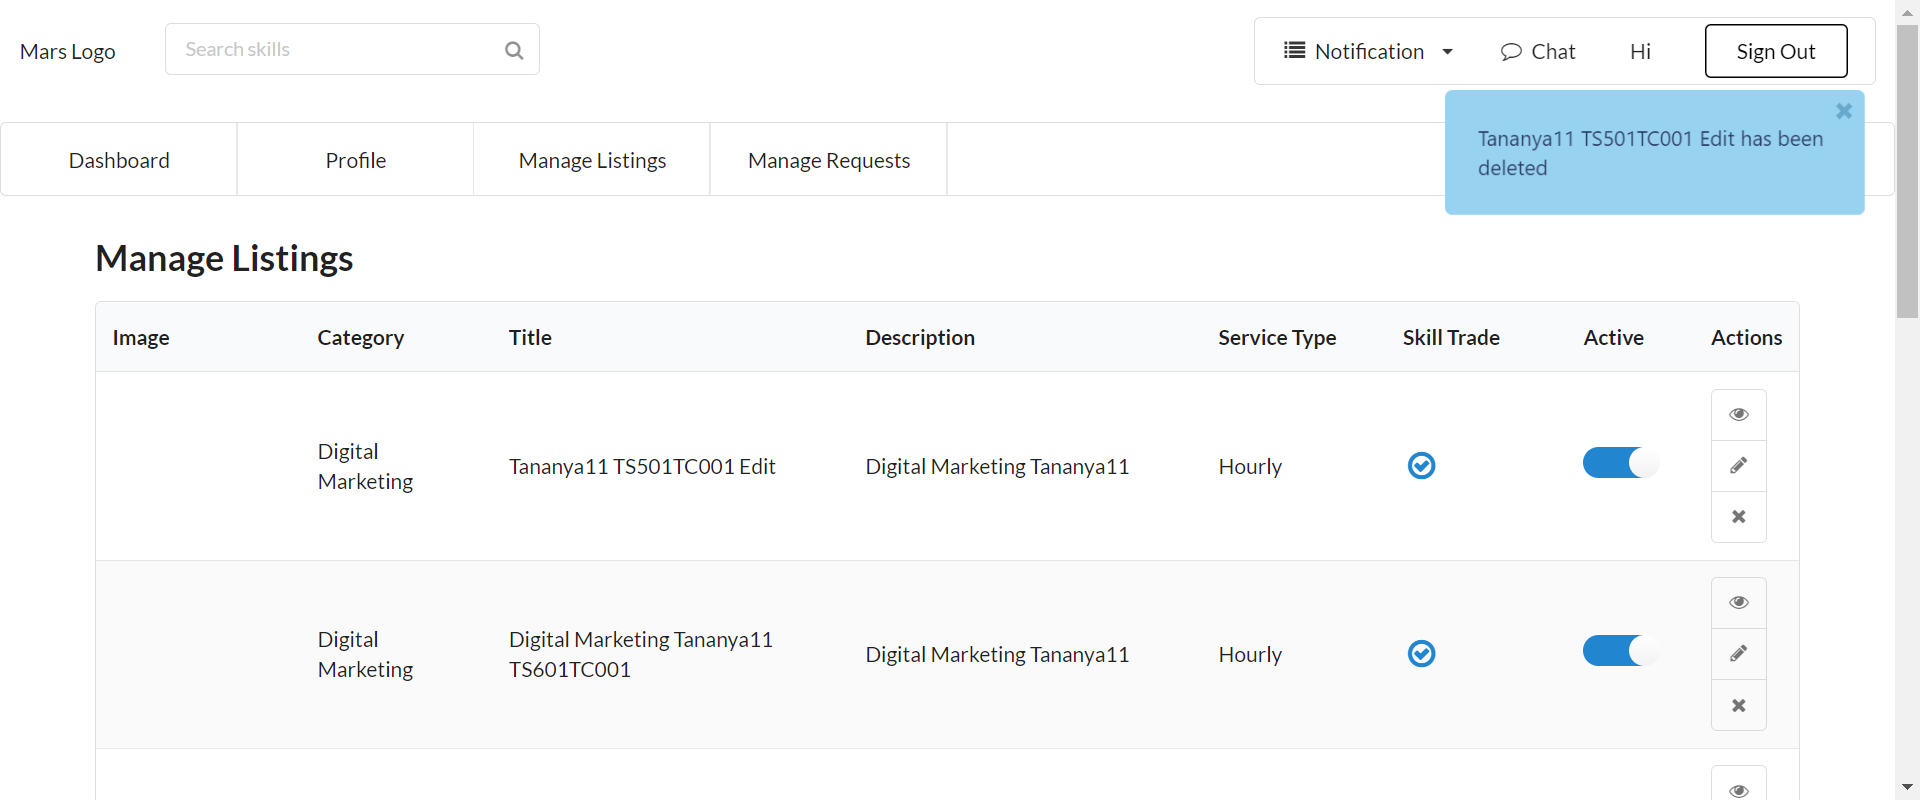 Mars Logo
Search skills
Notification
Chat
Hi
Sign Out
Tananya11 TS501TC001 Edit has been
deleted
Dashboard
Profile
Manage Listings
Manage Requests
Manage Listings
Image
Category
Title
Description
Service Type
Skill Trade
Active
Actions
Digital
Marketing
Tananya11 TS501TC001 Edit
Digital Marketing Tananya11
Hourly
Digital
Marketing
Digital Marketing Tananya11
TS601TC001
Digital Marketing Tananya11
Hourly